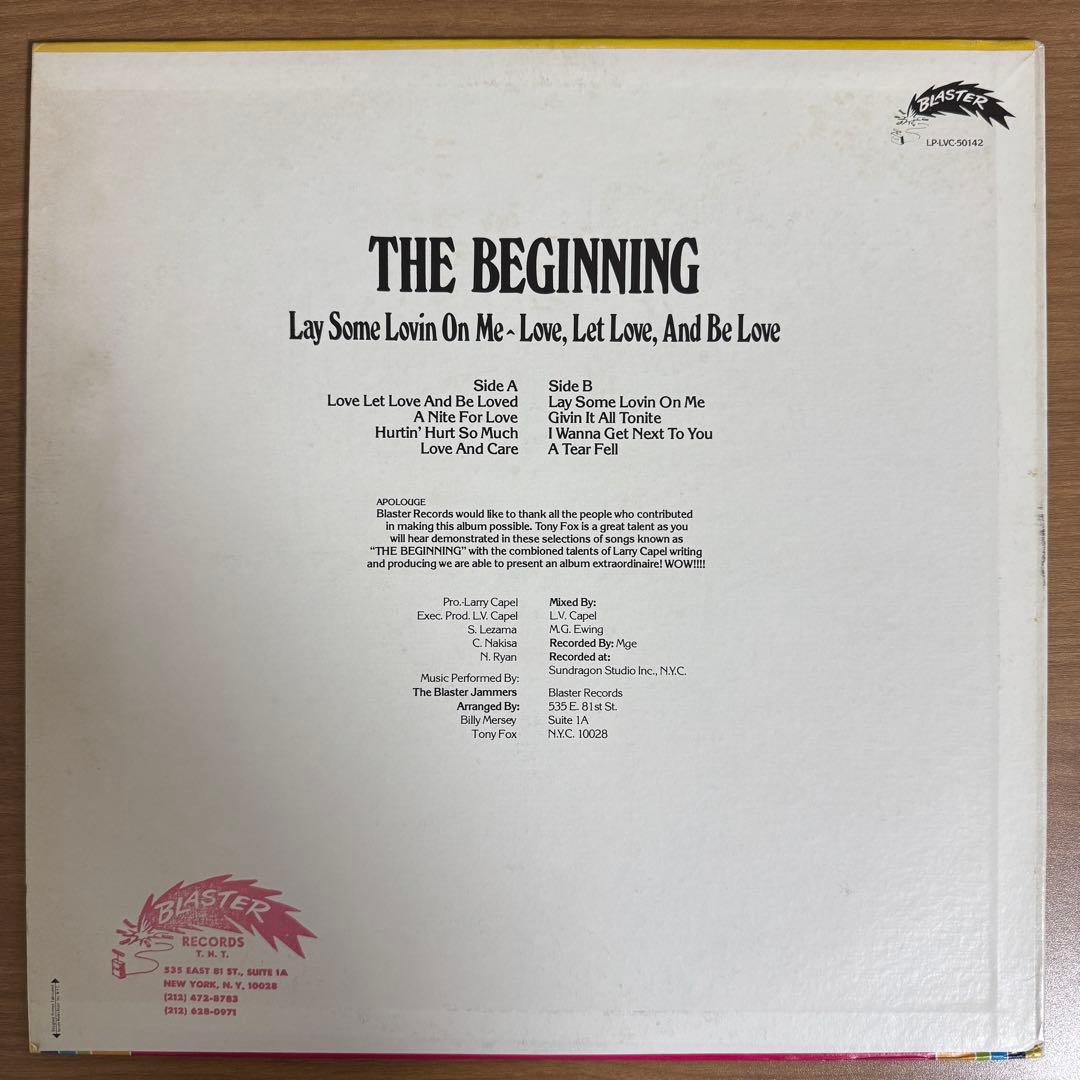 BLASTER
LP-LVC-50142
THE BEGINNING
Lay Some Lovin On Me ^ Love, Let Love, And Be Love
Side A
Love Let Love And Be Loved
A Nite For Love
Hurtin' Hurt So Much
Love And Care
Side B
Lay Some Lovin On Me
Givin It All Tonite
I Wanna Get Next To You
A Tear Fell
APOLOUGE
Blaster Records would like to thank all the people who contributed
in making this album possible. Tony Fox is a great talent as you
will hear demonstrated in these selections of songs known as
"THE BEGINNING" with the combioned talents of Larry Capel writing
and producing we are able to present an album extraordinaire! WOW!!!!
Pro.-Larry Capel
Exec. Prod. L.V. Capel
S. Lezama
C. Nakisa
N. Ryan
Music Performed By:
The Blaster Jammers
Arranged By:
Billy Mersey
Tony Fox
Mixed By:
L.V. Capel
M.G. Ewing
Recorded By: Mge
Recorded at:
Sundragon Studio Inc., N.Y.C.
Blaster Records
535 E. 81st St.
Suite 1A
N.Y.C. 10028
BLASTER
RECORDS
T. N. T.
535 EAST 81 ST., SUITE 1A
NEW YORK, N. Y. 10028
(212) 472-8783
(212) 628-0971